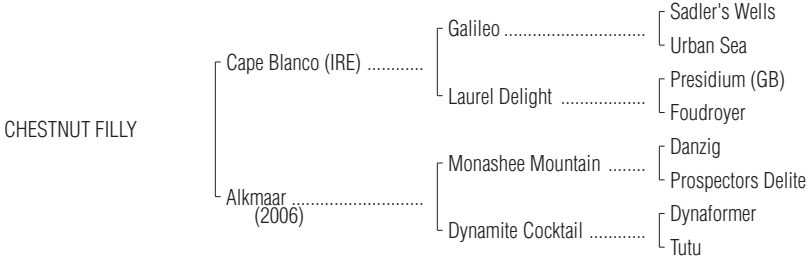 Sadler's Wells
Galileo ..............................
Urban Sea
Cape Blanco (IRE) ............
Presidium (GB)
Laurel Delight ..................
Foudroyer
CHESTNUT FILLY
Danzig
Monashee Mountain ........
Prospectors Delite
Alkmaar ............................
(2006)
Dynaformer
Dynamite Cocktail ............
Tutu